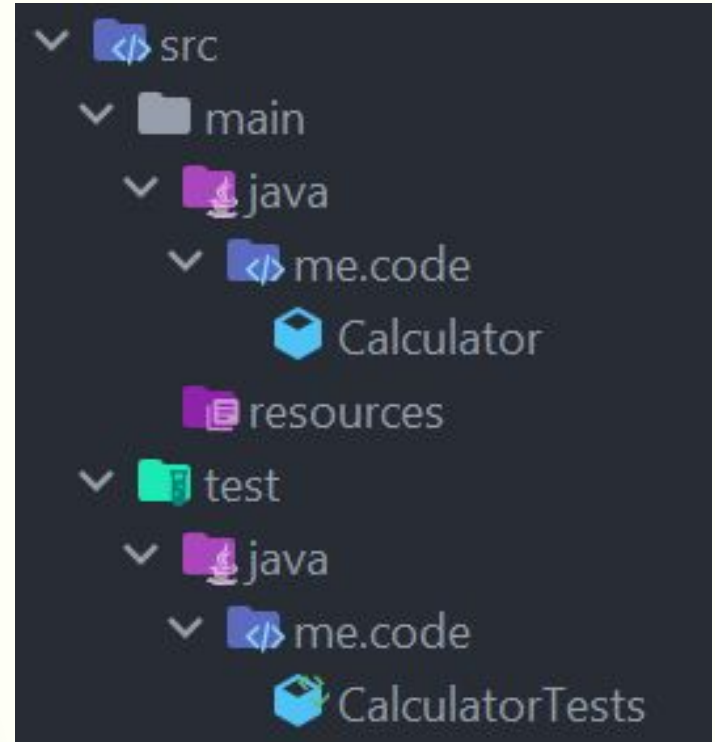 src
main
java
me.code
Calculator
resources
test
java
me.code
CalculatorTests